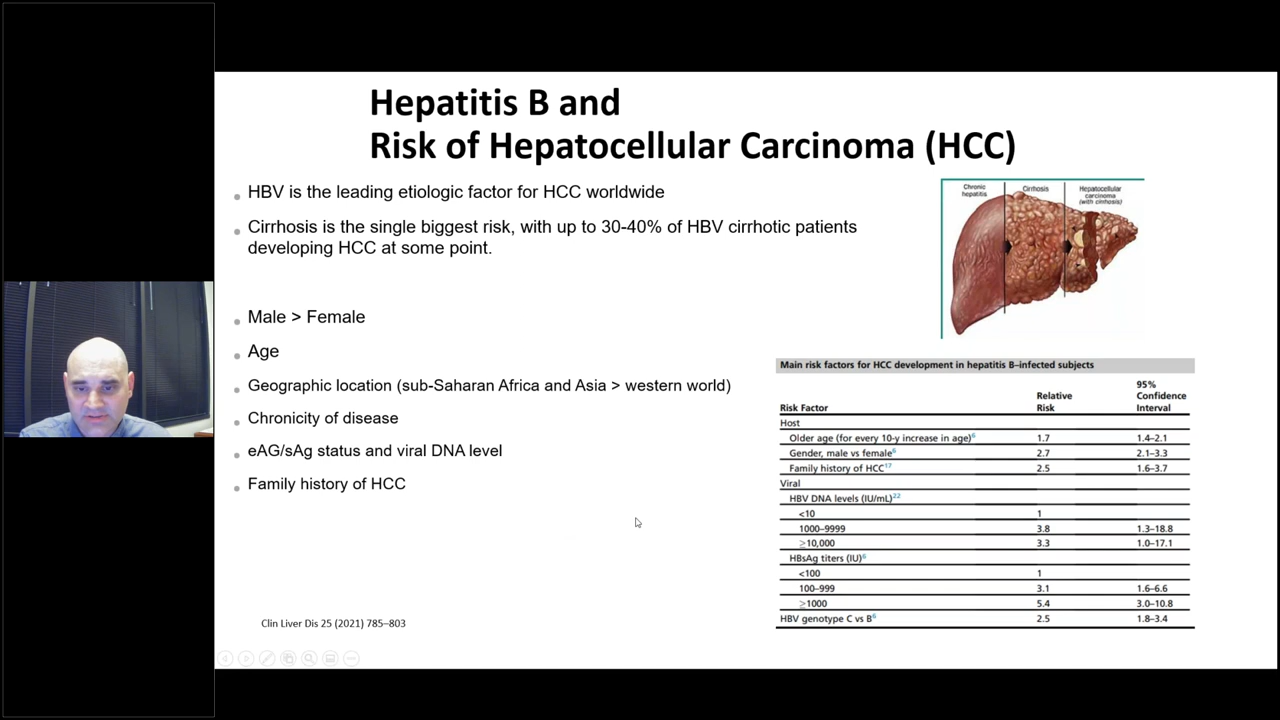 Hepatitis B and
Risk of Hepatocellular Carcinoma (HCC)
HBV is the leading etiologic factor for HCC worldwide
Cirrhosis is the single biggest risk, with up to 30-40% of HBV cirrhotic patients
developing HCC at some point.
Male > Female
Age
Geographic location (sub-Saharan Africa and Asia > western world)
Chronicity of disease
eAG/sAg status and viral DNA level
Family history of HCC
Clin Liver Dis 25 (2021) 785–803
Chronic
hepatitis
Cirrhosis
Hepatocellular
carcinoma
(with cirrhosis)
Main risk factors for HCC development in hepatitis B–infected subjects
Risk Factor Relative Risk 95% Confidence Interval
Host
Older age (for every 10-y increase in age)6 1.7 1.4–2.1
Gender, male vs female6 2.7 2.1–3.3
Family history of HCC17 2.5 1.6–3.7
Viral
HBV DNA levels (IU/mL)22
<10 1
1000–9999 3.8 1.3–18.8
≥10,000 3.3 1.0–17.1
HBsAg titers (IU)6
<100 1
100–999 3.1 1.6–6.6
≥1000 5.4 3.0–10.8
HBV genotype C vs B6 2.5 1.8–3.4